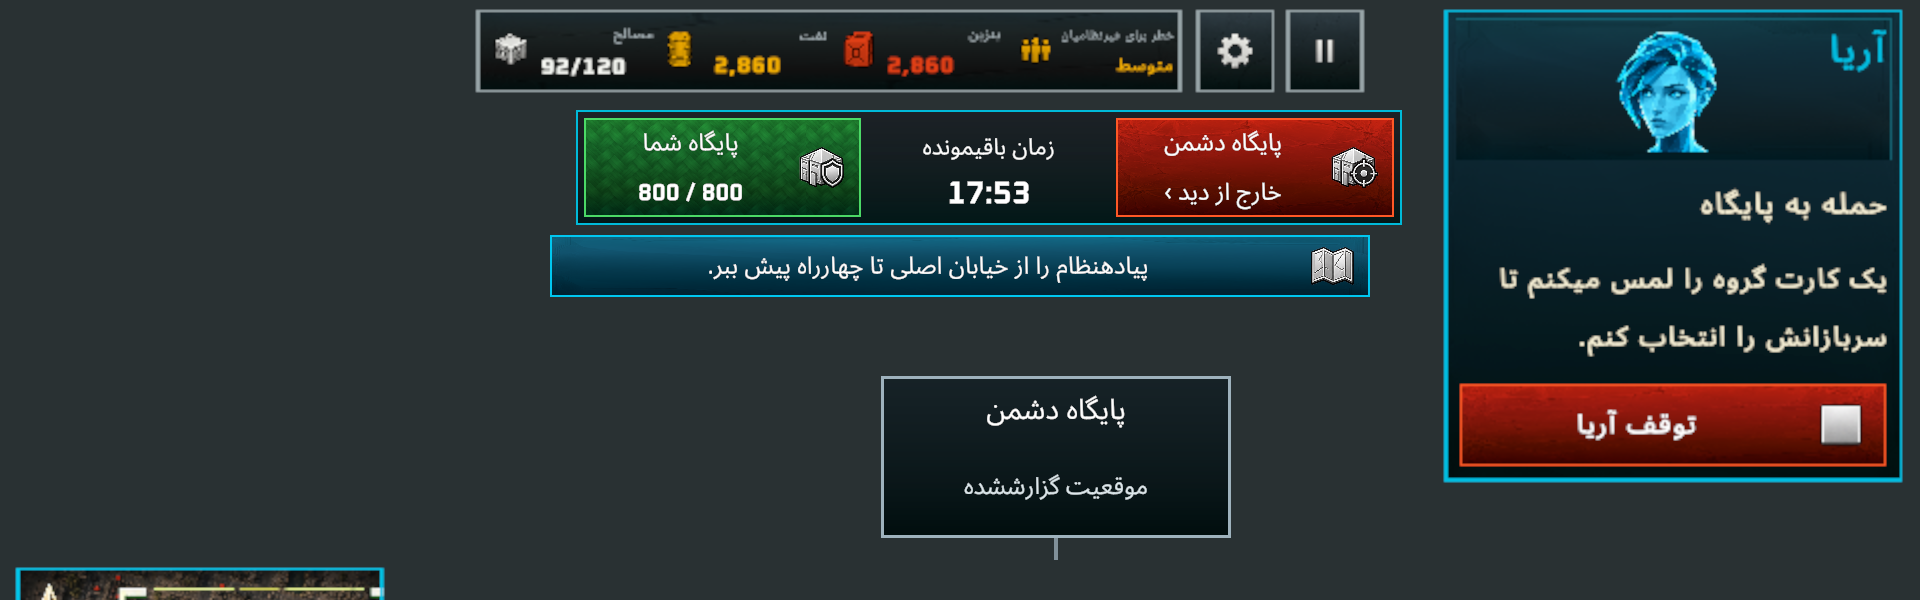 مصالح
92/120
نفت
2,860
بنزین
2,860
خطر برای غیرنظامیان
متوسط
آریا
پایگاه شما
800 / 800
زمان باقیمونده
17:53
پایگاه دشمن
خارج از دید ›
پیادهنظام را از خیابان اصلی تا چهارراه پیش ببر.
حمله به پایگاه
یک کارت گروه را لمس میکنم تا
سربازانش را انتخاب کنم.
توقف آریا
پایگاه دشمن
موقعیت گزارششده